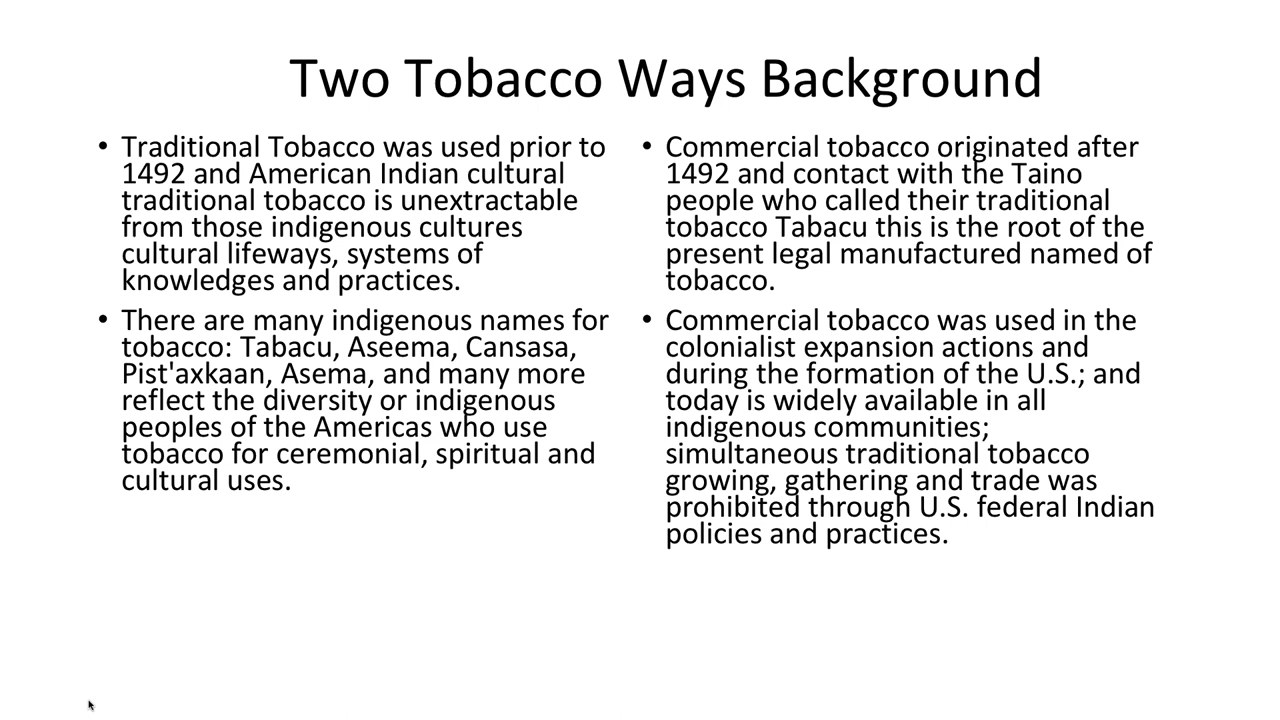 Two Tobacco Ways Background
• Traditional Tobacco was used prior to
1492 and American Indian cultural
traditional tobacco is unextractable
from those indigenous cultures
cultural lifeways, systems of
knowledges and practices.
• There are many indigenous names for
tobacco: Tabacu, Aseema, Cansasa,
Pist'axkaan, Asema, and many more
reflect the diversity or indigenous
peoples of the Americas who use
tobacco for ceremonial, spiritual and
cultural uses.
• Commercial tobacco originated after
1492 and contact with the Taino
people who called their traditional
tobacco Tabacu this is the root of the
present legal manufactured named of
tobacco.
• Commercial tobacco was used in the
colonialist expansion actions and
during the formation of the U.S.; and
today is widely available in all
indigenous communities;
simultaneous traditional tobacco
growing, gathering and trade was
prohibited through U.S. federal Indian
policies and practices.